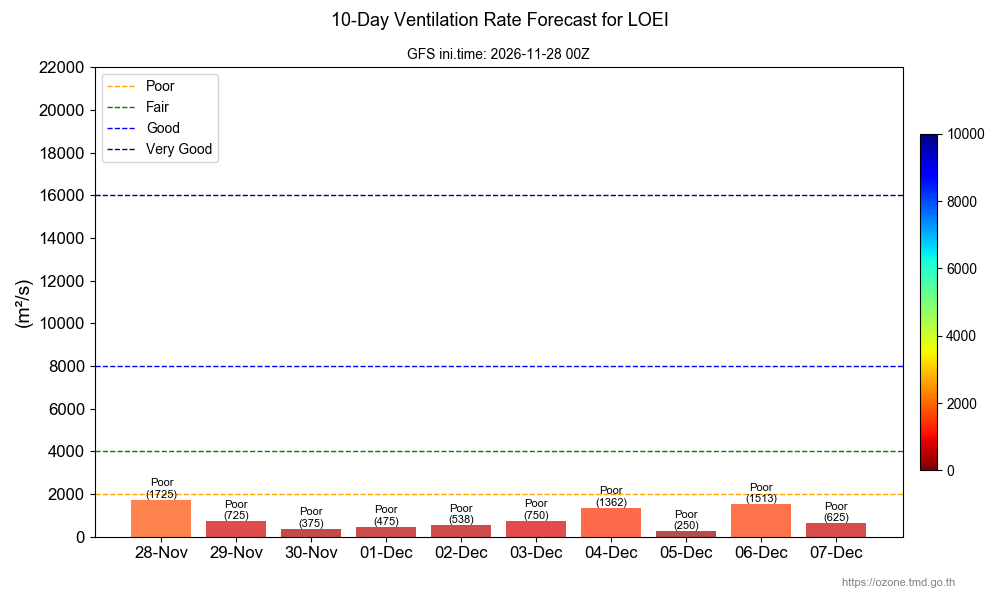 10-Day Ventilation Rate Forecast for LOEI
GFS ini.time: 2026-11-28 00Z
(m²/s)
22000
20000
18000
16000
14000
12000
10000
8000
6000
4000
2000
0
Poor
Fair
Good
Very Good
Poor
(1725)
Poor
(725)
Poor
(375)
Poor
(475)
Poor
(538)
Poor
(750)
Poor
(1362)
Poor
(250)
Poor
(1513)
Poor
(625)
28-Nov 29-Nov 30-Nov 01-Dec 02-Dec 03-Dec 04-Dec 05-Dec 06-Dec 07-Dec
10000
8000
6000
4000
2000
0
https://ozone.tmd.go.th